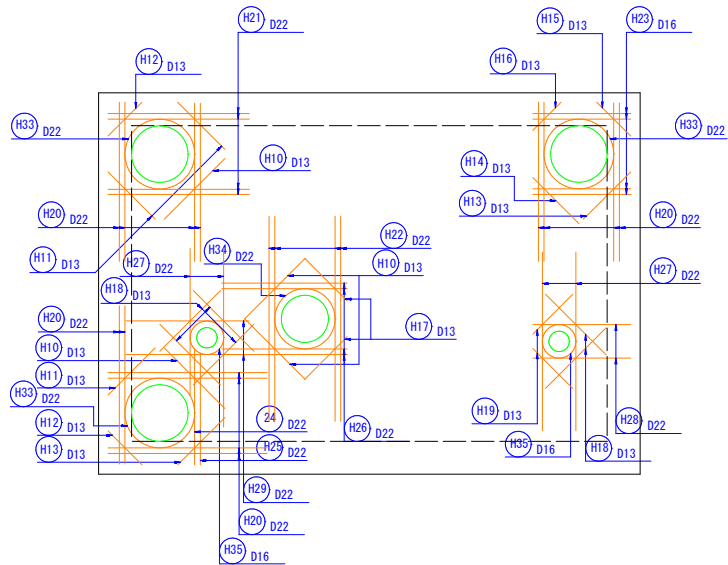 H21 D22
H15 D13
H23 D16
H12 D13
H16 D13
H33 D22
H33 D22
H10 D13
H14 D13
H13 D13
H20 D22
H20 D22
H22 D22
H34 D22
H11 D13
H27 D22
H10 D13
H27 D22
H18 D13
H20 D22
H17 D13
H10 D13
H11 D13
H33 D22
H19 D13
H28 D22
24 D22
H26 D22
H12 D13
H13 D13
H25 D22
H35 D16
H18 D13
H29 D22
H20 D22
H35 D16